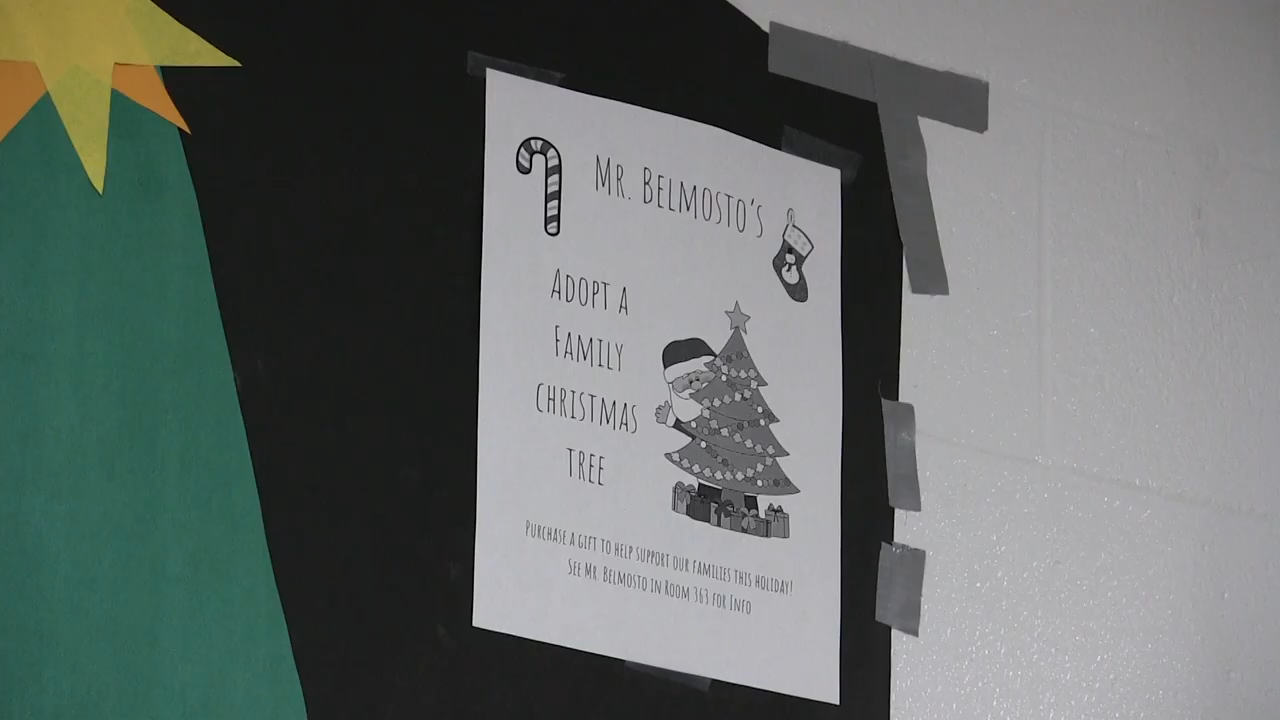 Mr. Belmosto's
Adopt a
Family
Christmas
Tree
Purchase a gift to help support our families this holiday!
See Mr. Belmosto in Room 363 for Info